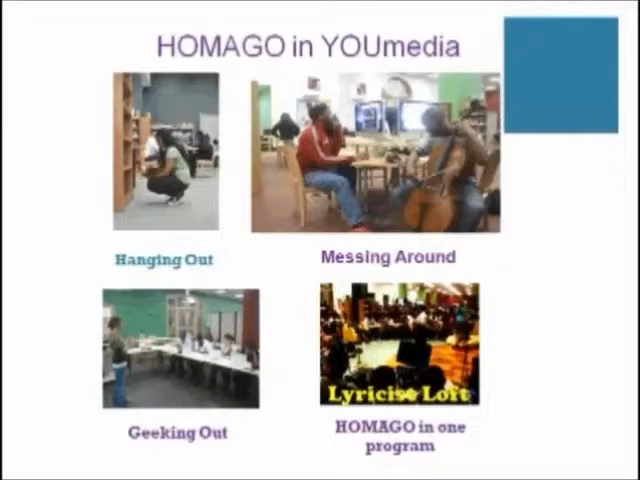 HOMAGO in YOUmedia
Hanging Out
Messing Around
Geeking Out
Lyricist Loft
HOMAGO in one
program